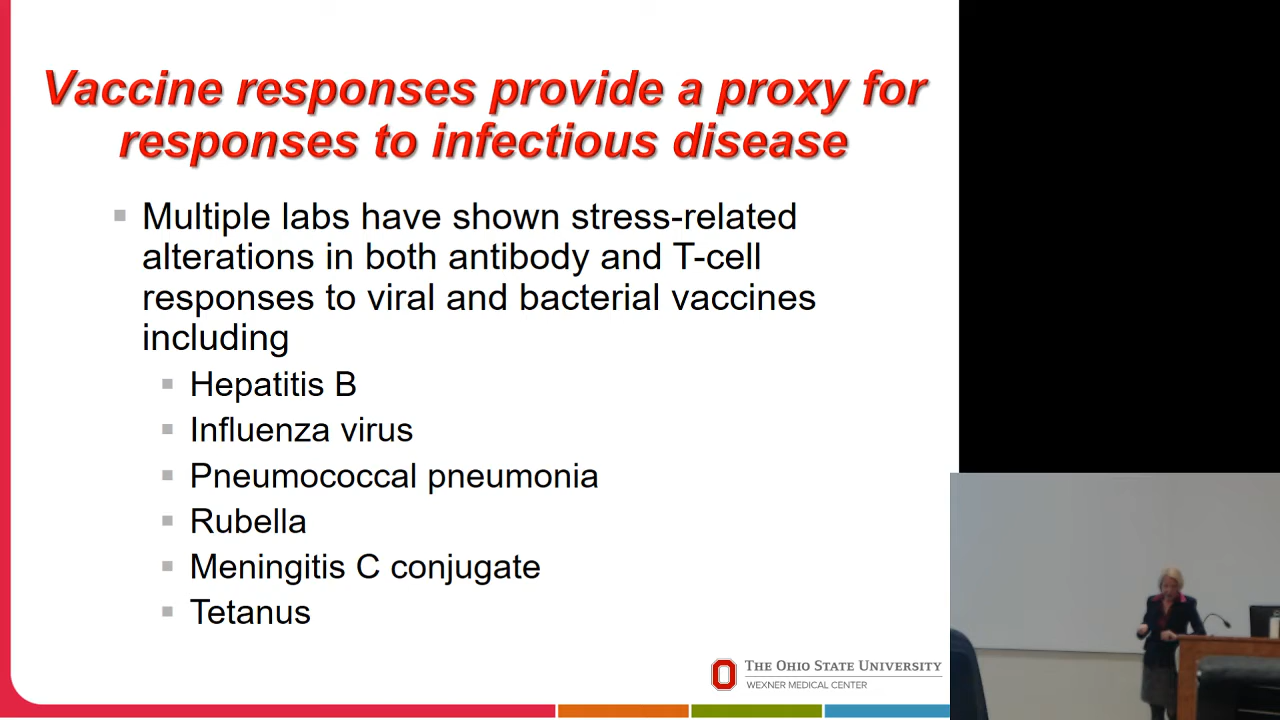 Vaccine responses provide a proxy for
responses to infectious disease
Multiple labs have shown stress-related
alterations in both antibody and T-cell
responses to viral and bacterial vaccines
including
Hepatitis B
Influenza virus
Pneumococcal pneumonia
Rubella
Meningitis C conjugate
Tetanus
THE OHIO STATE UNIVERSITY
WEXNER MEDICAL CENTER